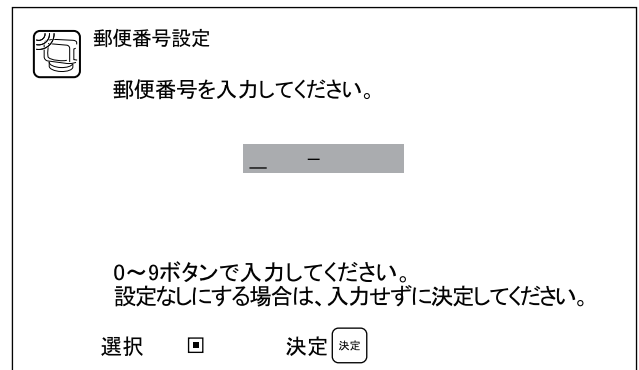 郵便番号設定
郵便番号を入力してください。
_ －
0～9ボタンで入力してください。
設定なしにする場合は、入力せずに決定してください。
選択 決定 決定